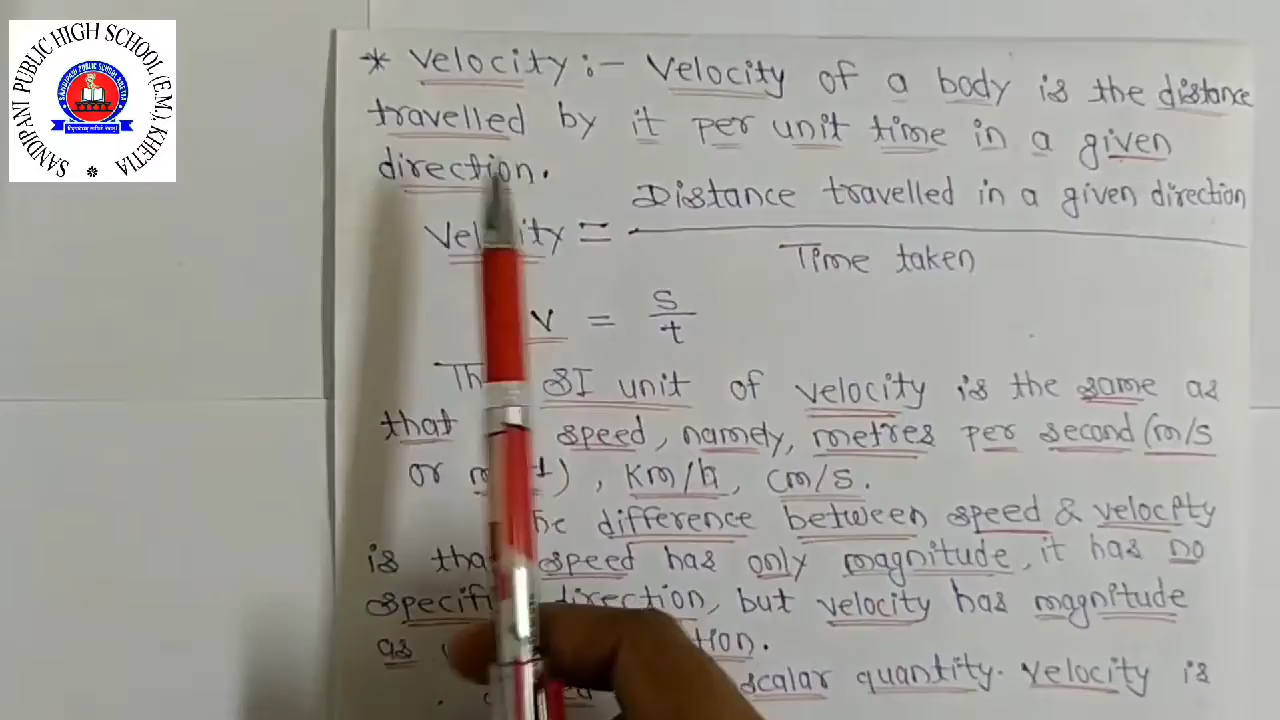 SANDIPANI PUBLIC HIGH SCHOOL (E.M.) KHETIA
* Velocity :- Velocity of a body is the distance
travelled by it per unit time in a given
direction.
Velocity = Distance travelled in a given direction
Time taken
v = s
t
SI unit of velocity is the same as
that speed, namely, metres per second (m/s
or 1), Km/h, cm/s.
difference between speed & velocity
is speed has only magnitude, it has no
direction, but velocity has magnitude
as
scalar quantity. Velocity is